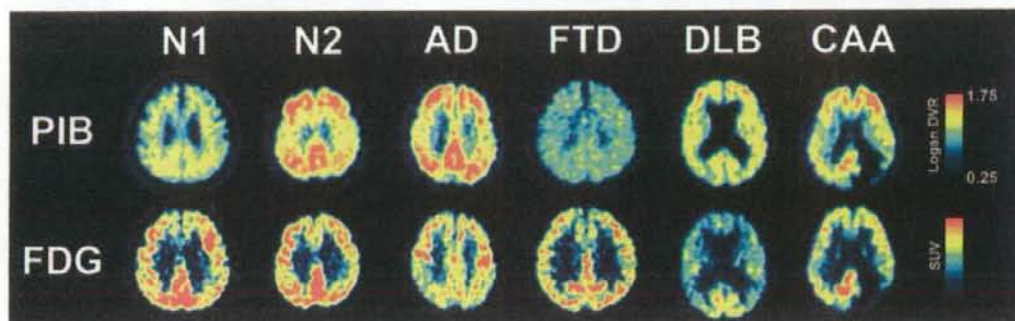 N1 N2 AD FTD DLB CAA
PIB
Logan DVR
1.75
0.25
FDG
SUV